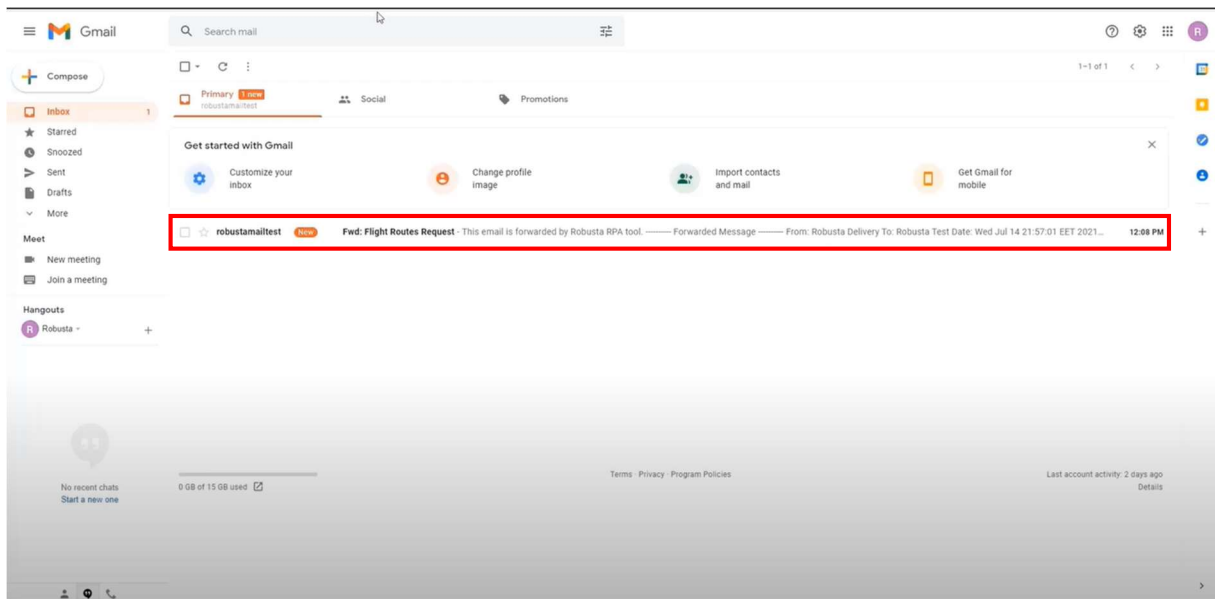 Gmail
Search mail
Compose
1–1 of 1
Primary 1 new
robustamailtest
Social
Promotions
Inbox 1
Starred
Snoozed
Sent
Drafts
More
Get started with Gmail
Customize your
inbox
Change profile
image
Import contacts
and mail
Get Gmail for
mobile
robustamailtest New Fwd: Flight Routes Request - This email is forwarded by Robusta RPA tool. ——— Forwarded Message ——— From: Robusta Delivery To: Robusta Test Date: Wed Jul 14 21:57:01 EET 2021... 12:08 PM
Meet
New meeting
Join a meeting
Hangouts
R Robusta
No recent chats
Start a new one
0 GB of 15 GB used
Terms · Privacy · Program Policies
Last account activity: 2 days ago
Details
R